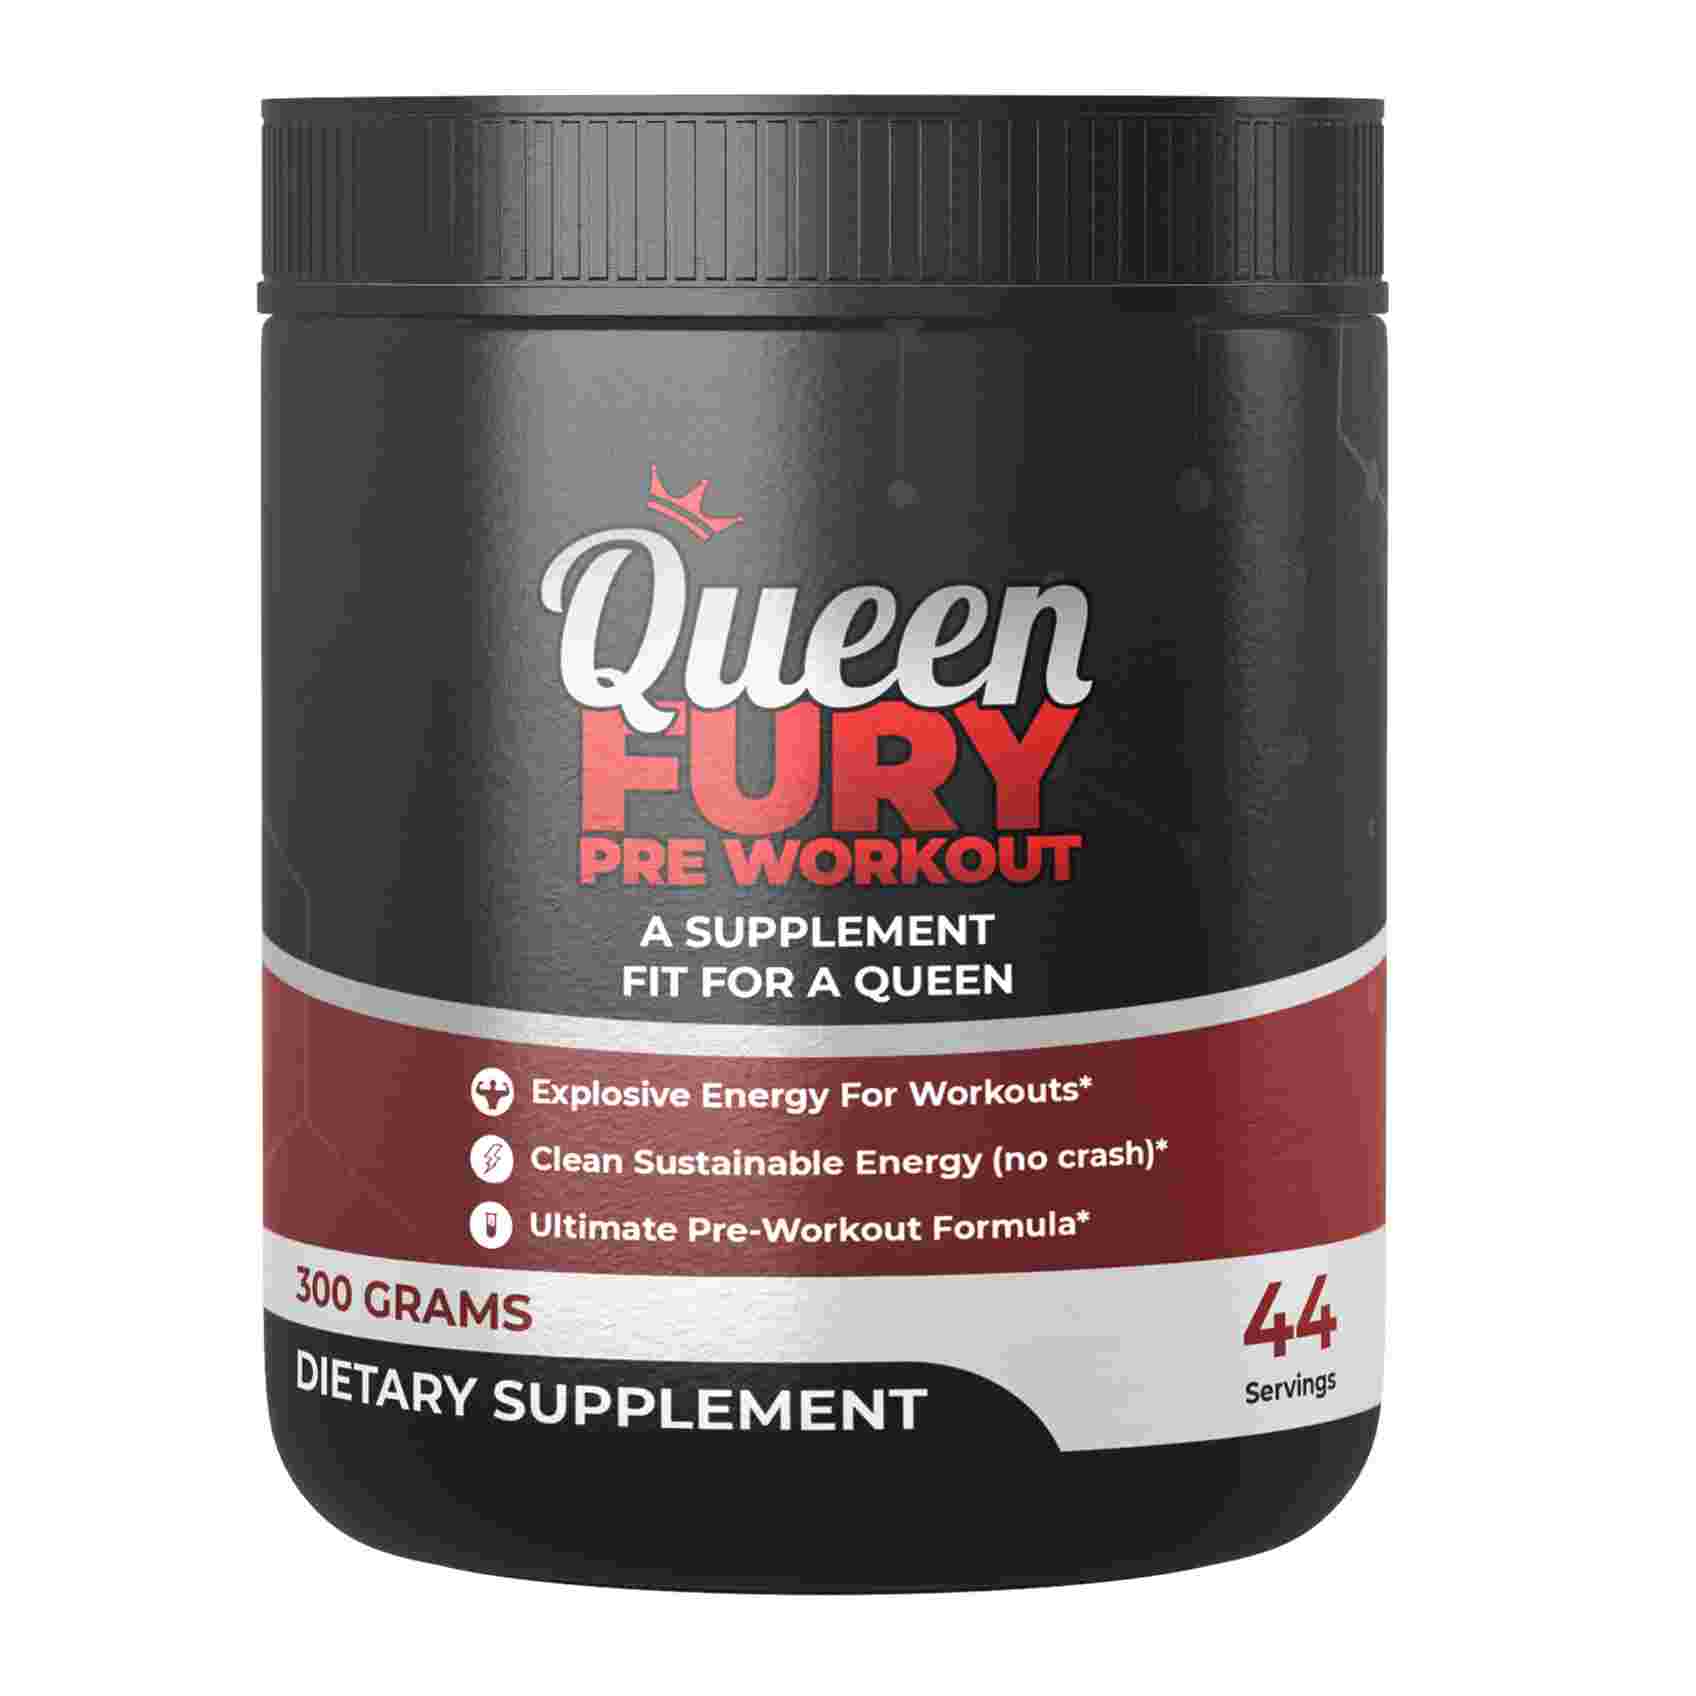 Queen
FURY
PRE WORKOUT
A SUPPLEMENT
FIT FOR A QUEEN
Explosive Energy For Workouts*
Clean Sustainable Energy (no crash)*
Ultimate Pre-Workout Formula*
300 GRAMS
44
Servings
DIETARY SUPPLEMENT